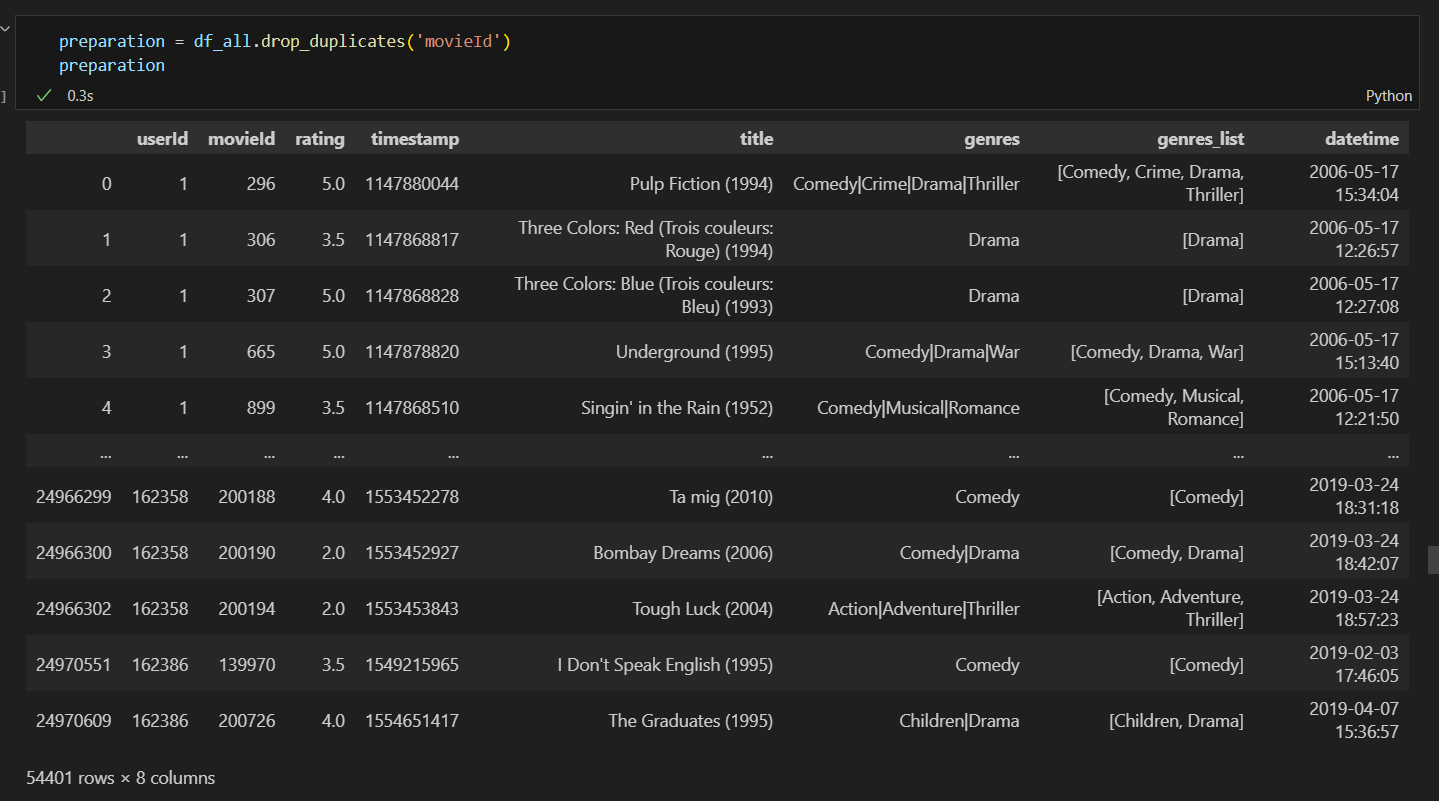 preparation = df_all.drop_duplicates('movieId')
preparation
] 0.3s Python
userId movieId rating timestamp title genres genres_list datetime
0 1 296 5.0 1147880044 Pulp Fiction (1994) Comedy|Crime|Drama|Thriller [Comedy, Crime, Drama, Thriller] 2006-05-17 15:34:04
1 1 306 3.5 1147868817 Three Colors: Red (Trois couleurs: Rouge) (1994) Drama [Drama] 2006-05-17 12:26:57
2 1 307 5.0 1147868828 Three Colors: Blue (Trois couleurs: Bleu) (1993) Drama [Drama] 2006-05-17 12:27:08
3 1 665 5.0 1147878820 Underground (1995) Comedy|Drama|War [Comedy, Drama, War] 2006-05-17 15:13:40
4 1 899 3.5 1147868510 Singin' in the Rain (1952) Comedy|Musical|Romance [Comedy, Musical, Romance] 2006-05-17 12:21:50
... ... ... ... ... ... ... ... ...
24966299 162358 200188 4.0 1553452278 Ta mig (2010) Comedy [Comedy] 2019-03-24 18:31:18
24966300 162358 200190 2.0 1553452927 Bombay Dreams (2006) Comedy|Drama [Comedy, Drama] 2019-03-24 18:42:07
24966302 162358 200194 2.0 1553453843 Tough Luck (2004) Action|Adventure|Thriller [Action, Adventure, Thriller] 2019-03-24 18:57:23
24970551 162386 139970 3.5 1549215965 I Don't Speak English (1995) Comedy [Comedy] 2019-02-03 17:46:05
24970609 162386 200726 4.0 1554651417 The Graduates (1995) Children|Drama [Children, Drama] 2019-04-07 15:36:57
54401 rows × 8 columns